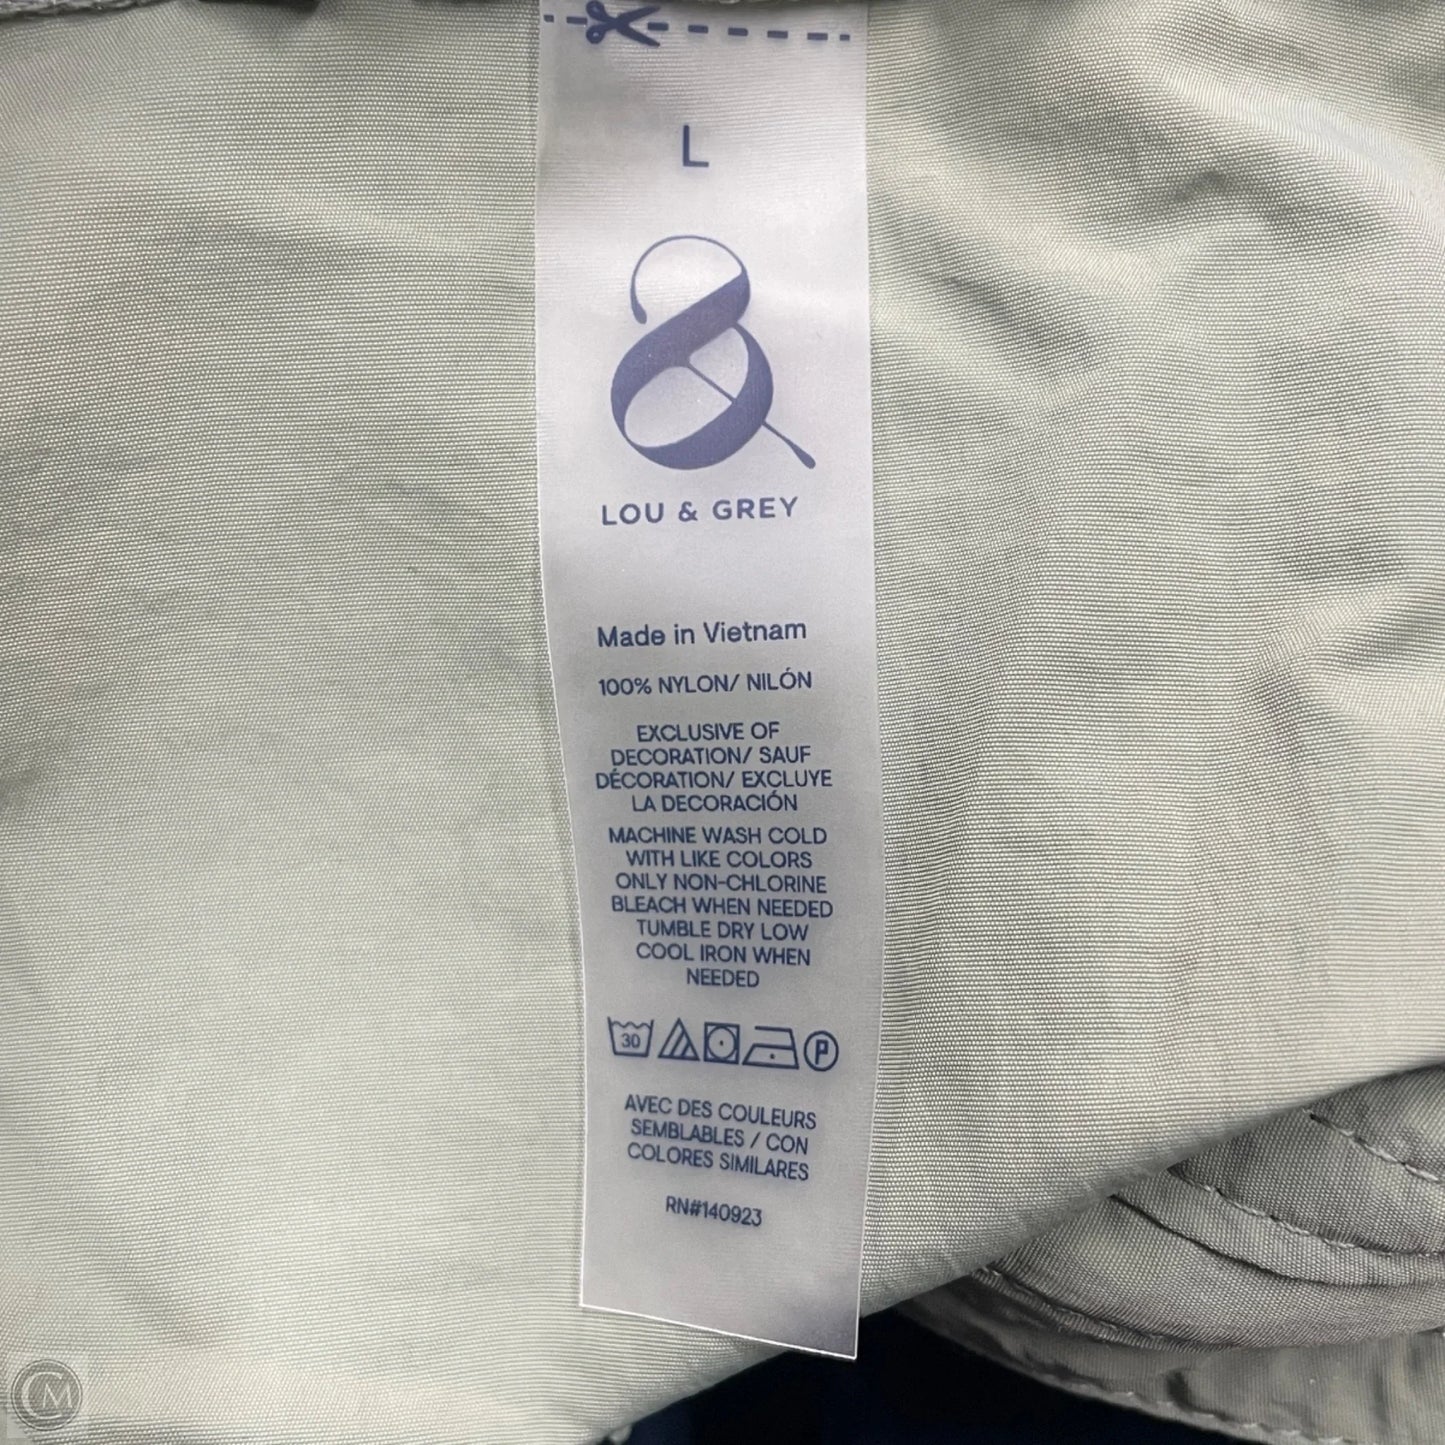 L
&
LOU & GREY
Made in Vietnam
100% NYLON/ NILÓN
EXCLUSIVE OF
DECORATION/ SAUF
DÉCORATION/ EXCLUYE
LA DECORACIÓN
MACHINE WASH COLD
WITH LIKE COLORS
ONLY NON-CHLORINE
BLEACH WHEN NEEDED
TUMBLE DRY LOW
COOL IRON WHEN
NEEDED
30 P
AVEC DES COULEURS
SEMBLABLES / CON
COLORES SIMILARES
RN#140923
CM